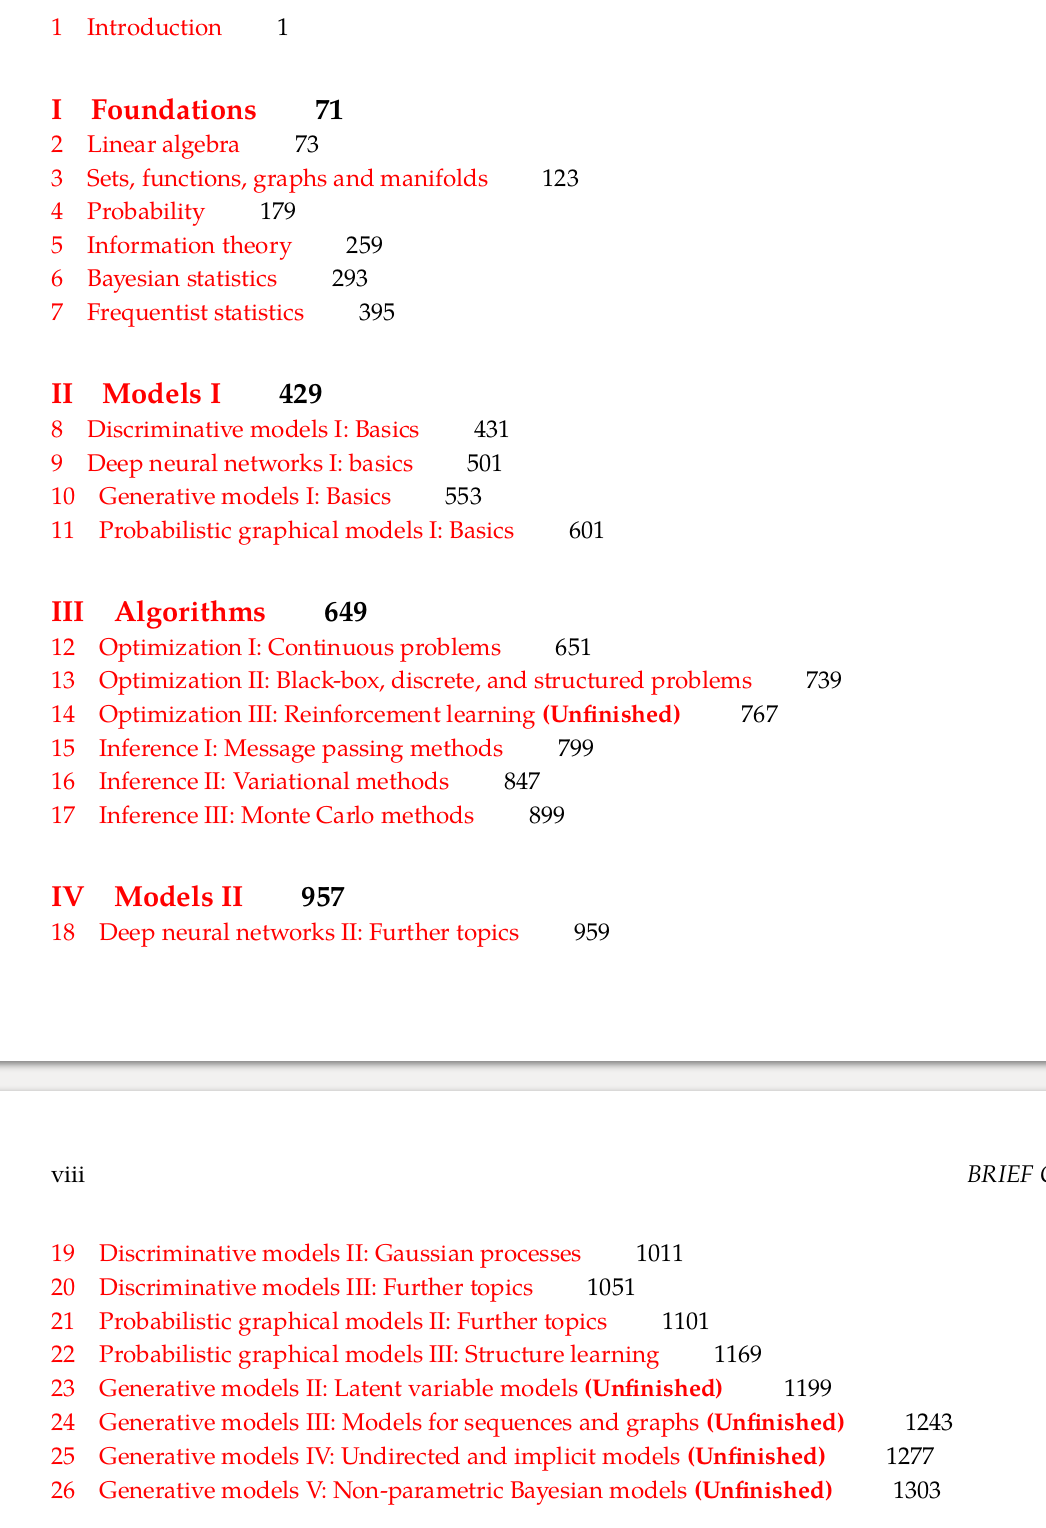 1 Introduction 1
I Foundations 71
2 Linear algebra 73
3 Sets, functions, graphs and manifolds 123
4 Probability 179
5 Information theory 259
6 Bayesian statistics 293
7 Frequentist statistics 395
II Models I 429
8 Discriminative models I: Basics 431
9 Deep neural networks I: basics 501
10 Generative models I: Basics 553
11 Probabilistic graphical models I: Basics 601
III Algorithms 649
12 Optimization I: Continuous problems 651
13 Optimization II: Black-box, discrete, and structured problems 739
14 Optimization III: Reinforcement learning (Unfinished) 767
15 Inference I: Message passing methods 799
16 Inference II: Variational methods 847
17 Inference III: Monte Carlo methods 899
IV Models II 957
18 Deep neural networks II: Further topics 959
viii BRIEF
19 Discriminative models II: Gaussian processes 1011
20 Discriminative models III: Further topics 1051
21 Probabilistic graphical models II: Further topics 1101
22 Probabilistic graphical models III: Structure learning 1169
23 Generative models II: Latent variable models (Unfinished) 1199
24 Generative models III: Models for sequences and graphs (Unfinished) 1243
25 Generative models IV: Undirected and implicit models (Unfinished) 1277
26 Generative models V: Non-parametric Bayesian models (Unfinished) 1303